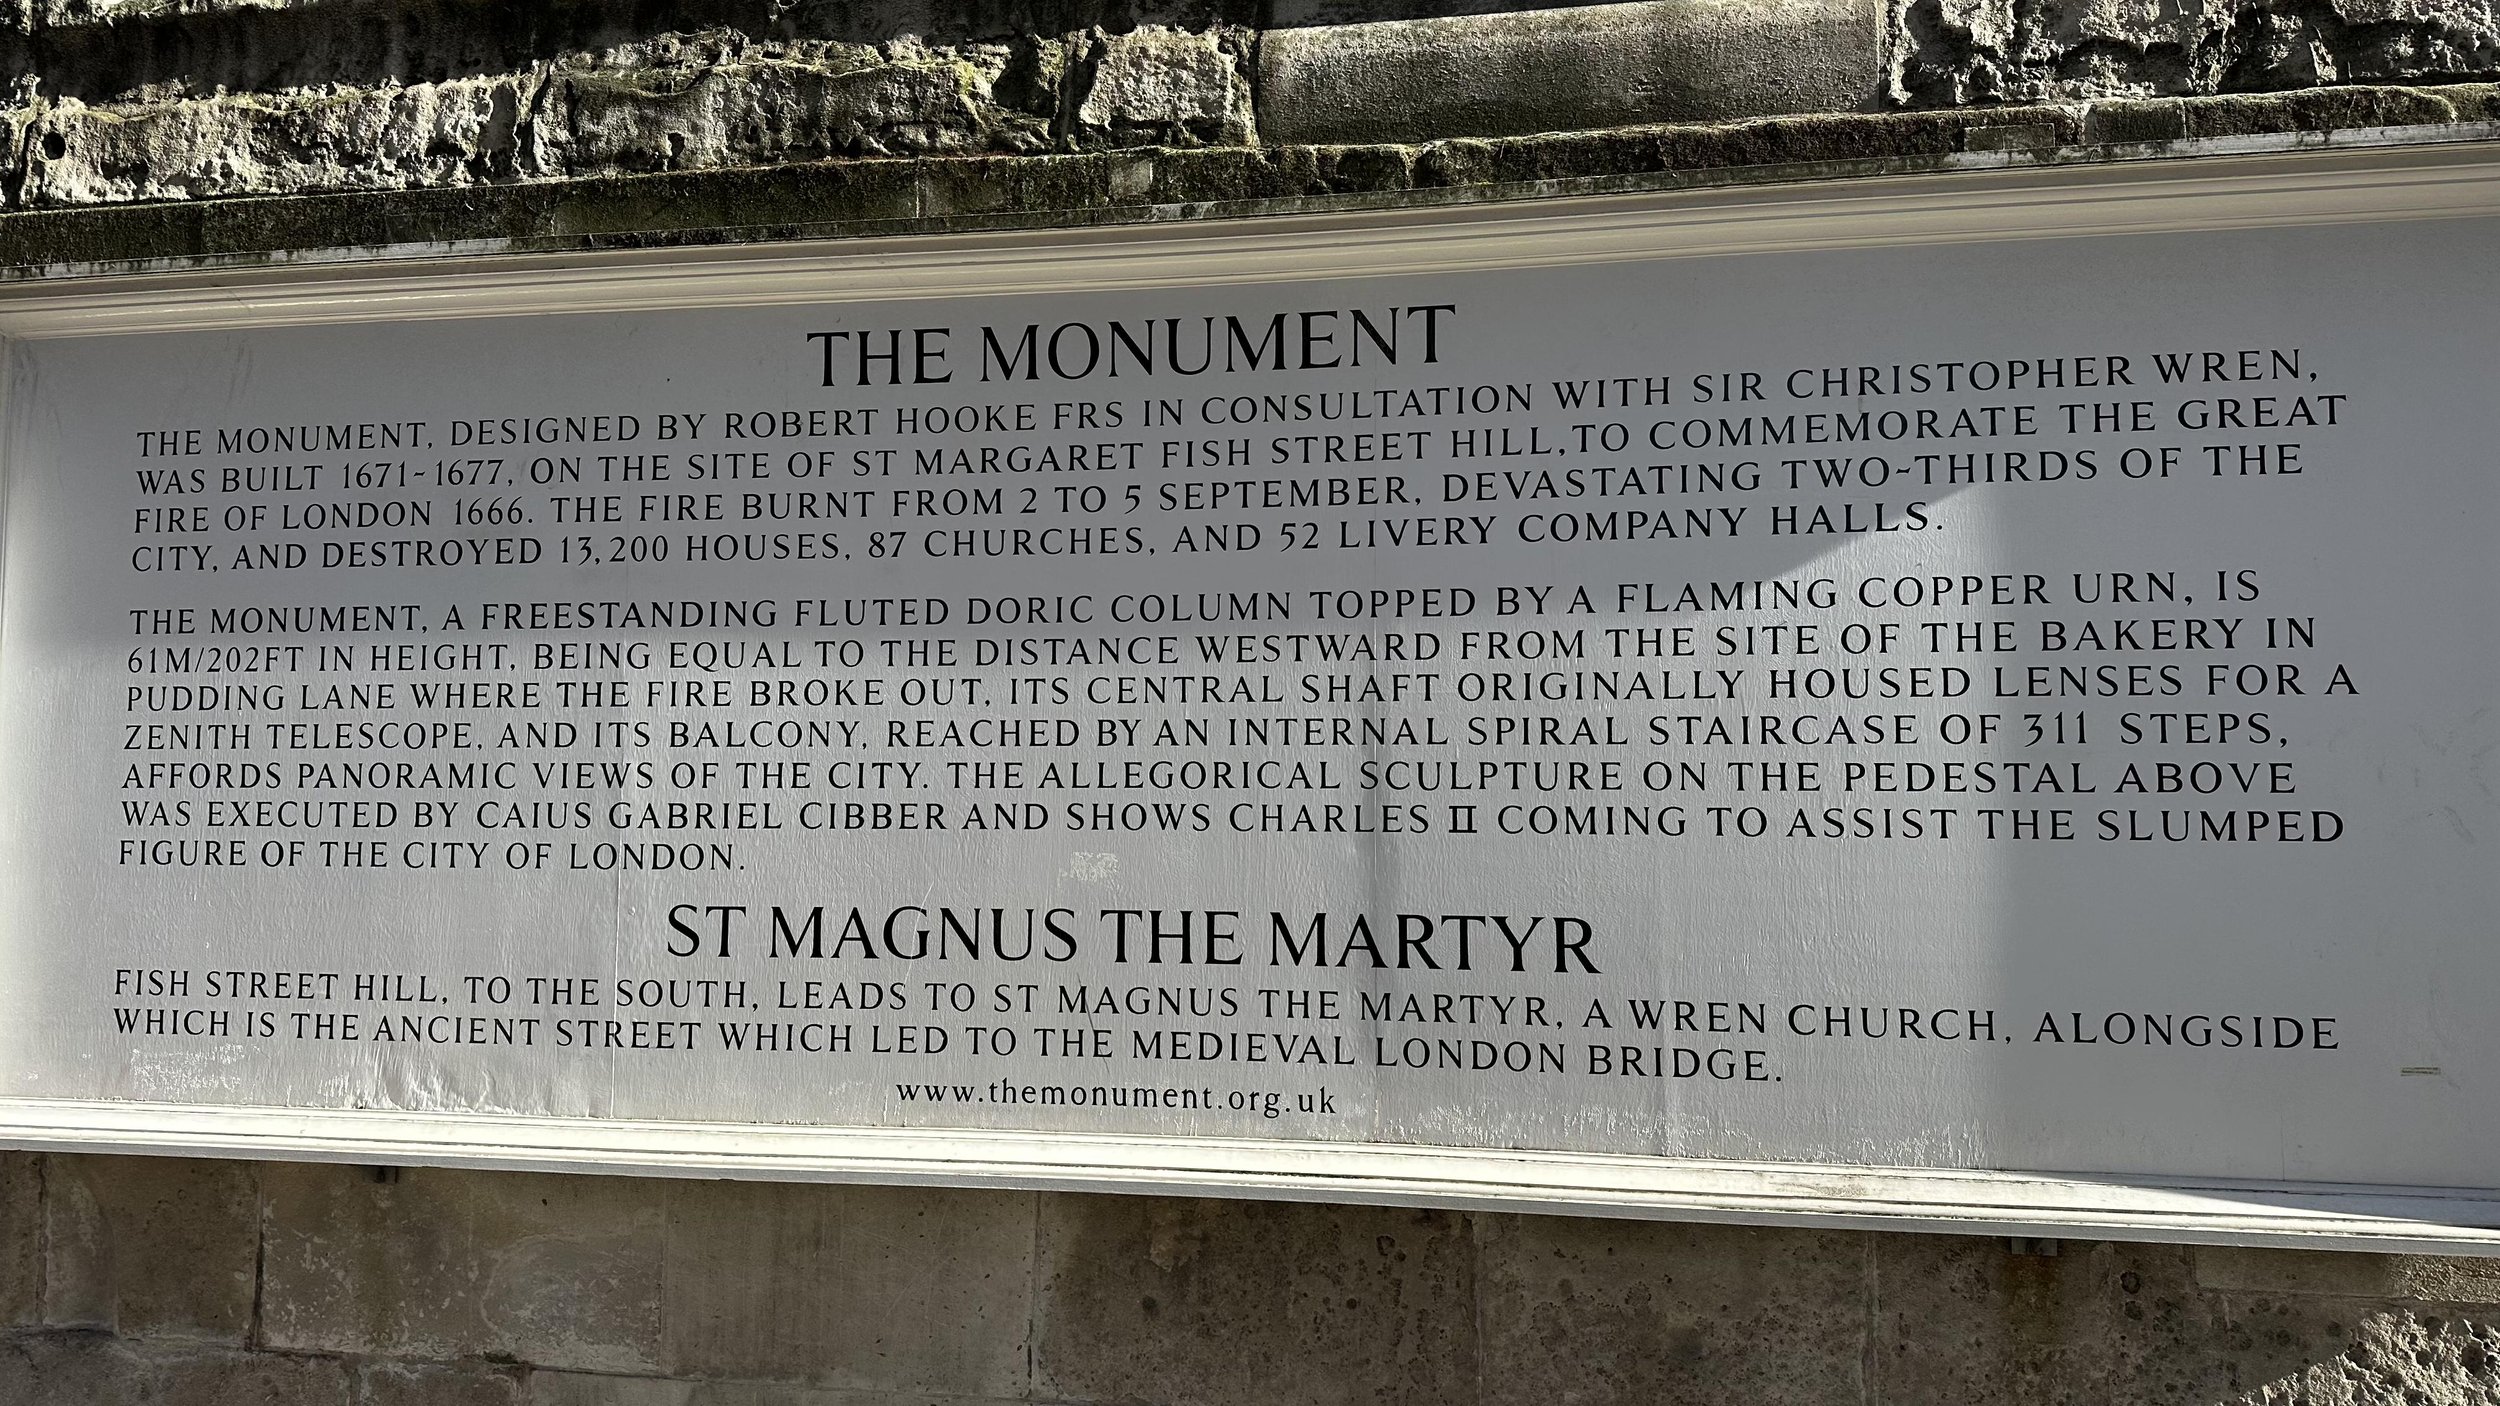 THE MONUMENT
THE MONUMENT, DESIGNED BY ROBERT HOOKE FRS IN CONSULTATION WITH SIR CHRISTOPHER WREN,
WAS BUILT 1671-1677, ON THE SITE OF ST MARGARET FISH STREET HILL, TO COMMEMORATE THE GREAT
FIRE OF LONDON 1666. THE FIRE BURNT FROM 2 TO 5 SEPTEMBER, DEVASTATING TWO-THIRDS OF THE
CITY, AND DESTROYED 13,200 HOUSES, 87 CHURCHES, AND 52 LIVERY COMPANY HALLS.
THE MONUMENT, A FREESTANDING FLUTED DORIC COLUMN TOPPED BY A FLAMING COPPER URN, IS
61M/202FT IN HEIGHT, BEING EQUAL TO THE DISTANCE WESTWARD FROM THE SITE OF THE BAKERY IN
PUDDING LANE WHERE THE FIRE BROKE OUT, ITS CENTRAL SHAFT ORIGINALLY HOUSED LENSES FOR A
ZENITH TELESCOPE, AND ITS BALCONY, REACHED BY AN INTERNAL SPIRAL STAIRCASE OF 311 STEPS,
AFFORDS PANORAMIC VIEWS OF THE CITY. THE ALLEGORICAL SCULPTURE ON THE PEDESTAL ABOVE
WAS EXECUTED BY CAIUS GABRIEL CIBBER AND SHOWS CHARLES II COMING TO ASSIST THE SLUMPED
FIGURE OF THE CITY OF LONDON.
ST MAGNUS THE MARTYR
FISH STREET HILL, TO THE SOUTH, LEADS TO ST MAGNUS THE MARTYR, A WREN CHURCH, ALONGSIDE
WHICH IS THE ANCIENT STREET WHICH LED TO THE MEDIEVAL LONDON BRIDGE.
www.themonument.org.uk